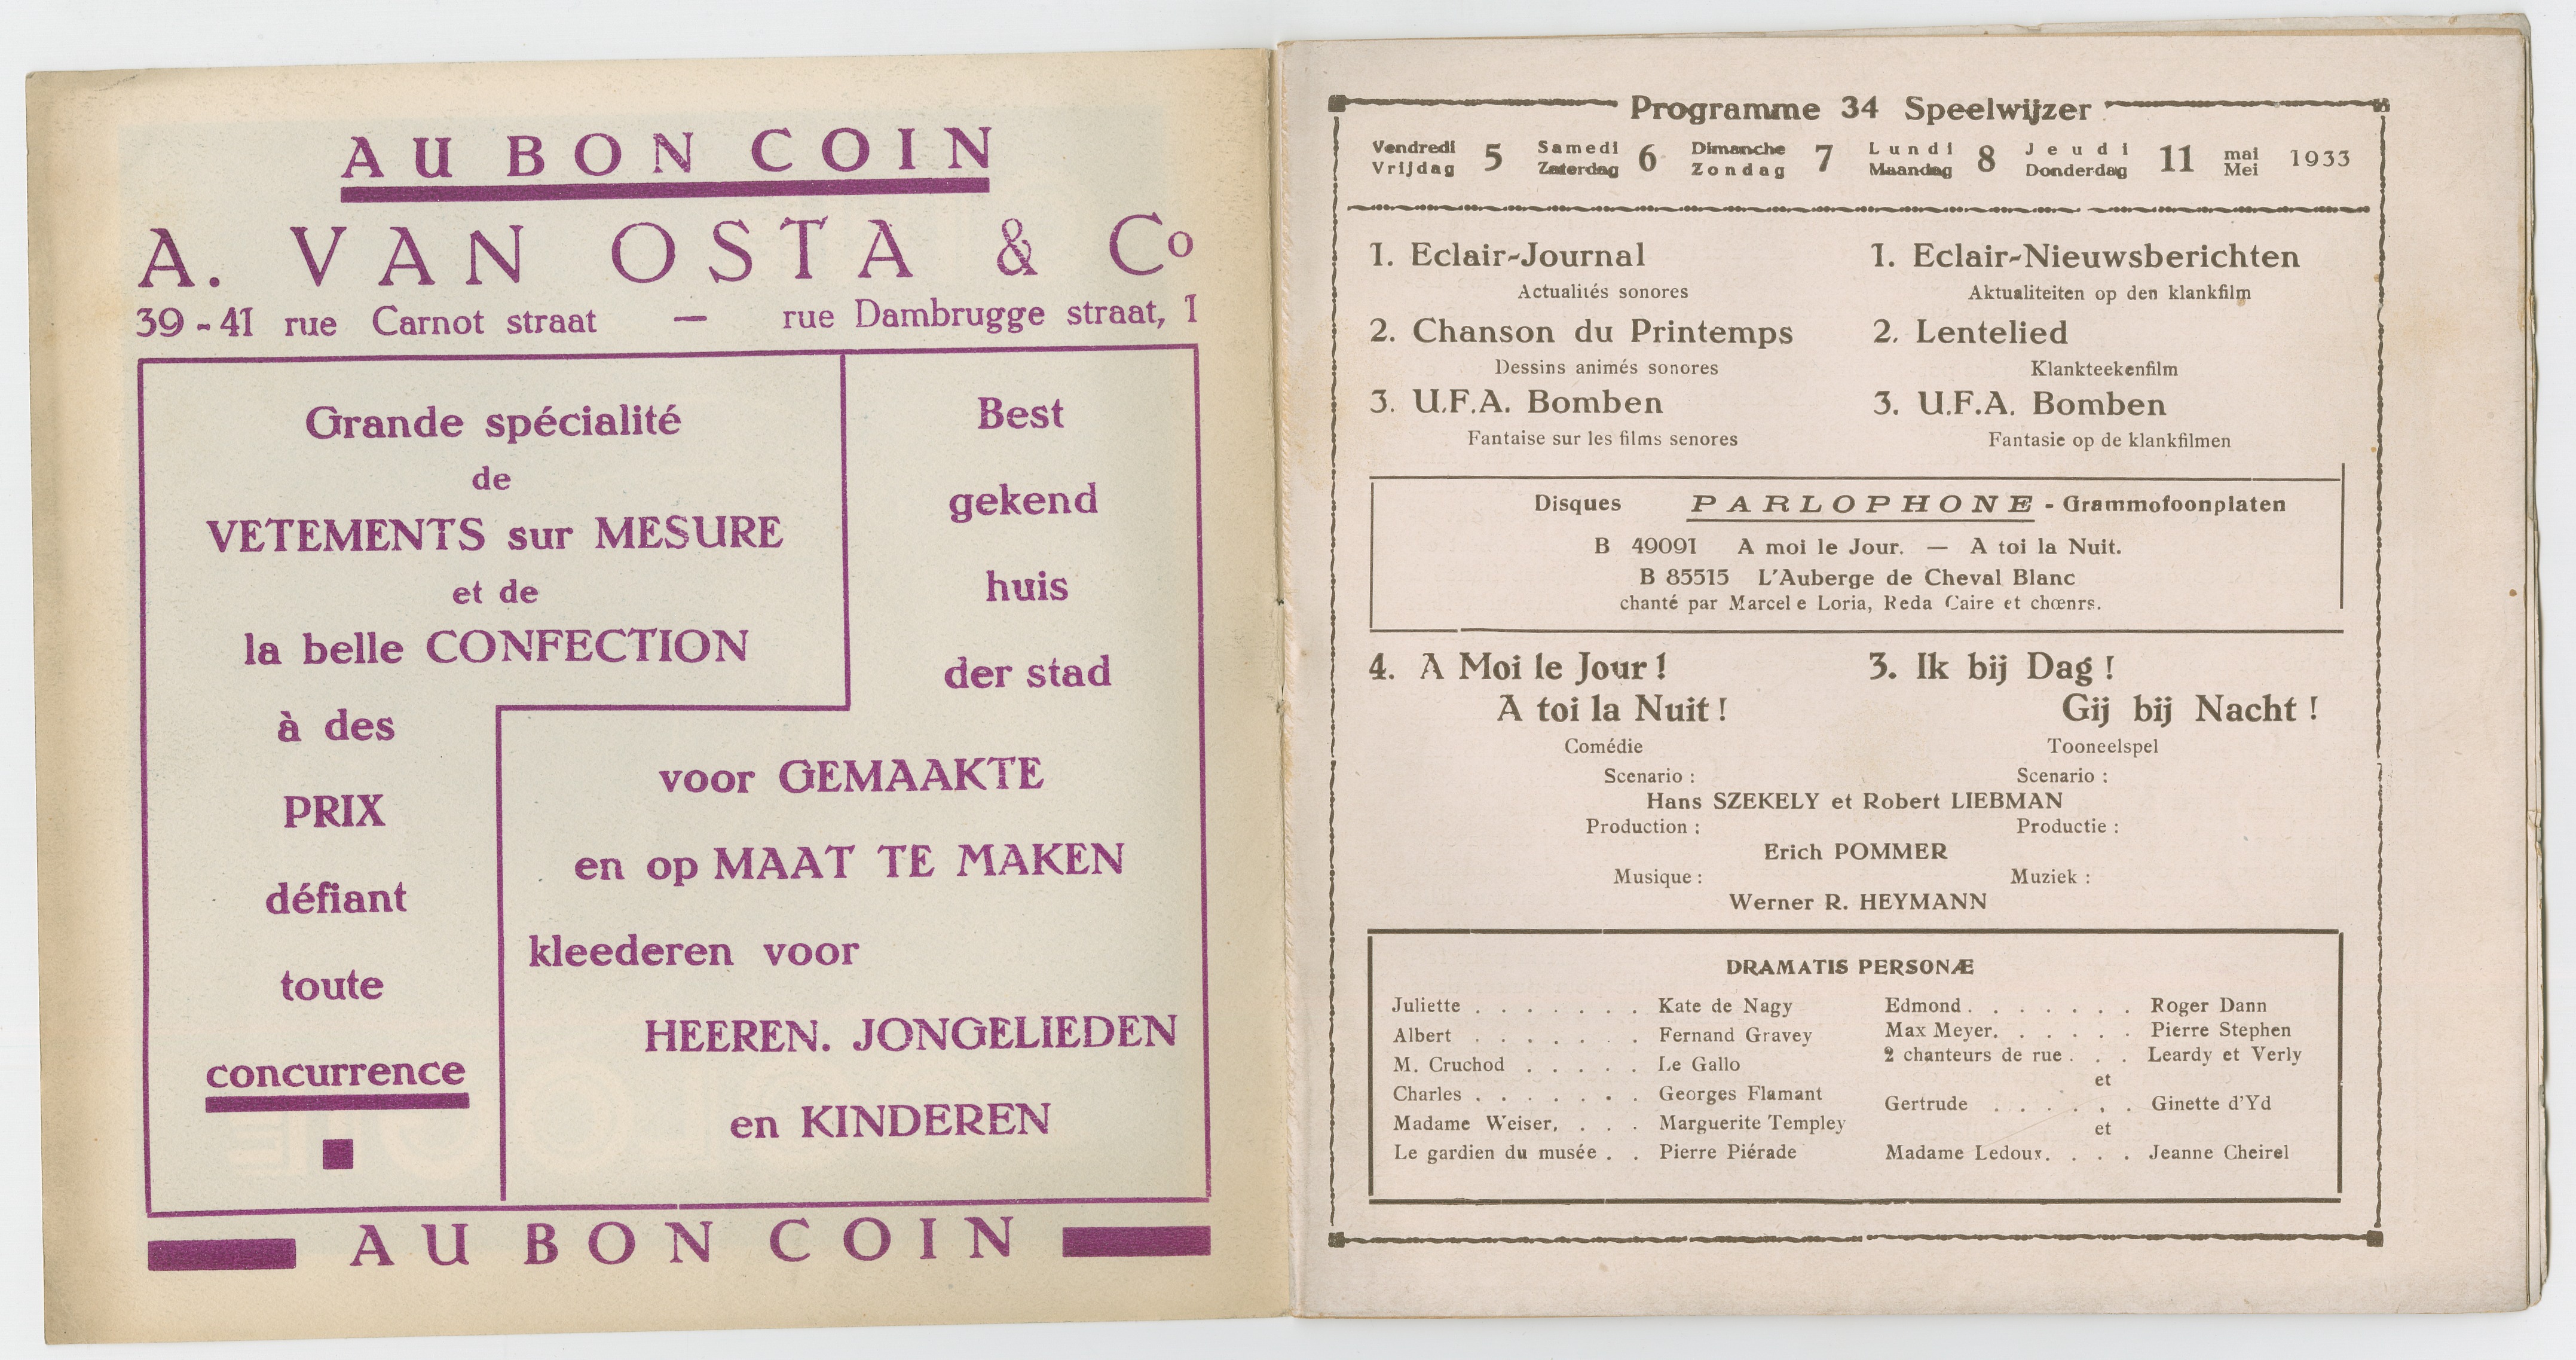 AU BON COIN
A. VAN OSTA & Co
39-41 rue Carnot straat — rue Dambrugge straat, 1
Grande spécialité
de
VETEMENTS sur MESURE
et de
la belle CONFECTION
à des
PRIX
défiant
toute
concurrence
Best
gekend
huis
der stad
voor GEMAAKTE
en op MAAT TE MAKEN
kleederen voor
HEEREN. JONGELIEDEN
en KINDEREN
AU BON COIN
Programme 34 Speelwijzer
Vendredi 5 Samedi 6 Dimanche 7 Lundi 8 Jeudi 11 mai 1933
Vrijdag Zaterdag Zondag Maandag Donderdag Mei
1. Eclair-Journal
Actualités sonores
2. Chanson du Printemps
Dessins animés sonores
3. U.F.A. Bomben
Fantaise sur les films senores
1. Eclair-Nieuwsberichten
Aktualiteiten op den klankfilm
2. Lentelied
Klankteekenfilm
3. U.F.A. Bomben
Fantasie op de klankfilmen
Disques PARLOPHONE - Grammofoonplaten
B 49091 A moi le Jour. — A toi la Nuit.
B 85515 L'Auberge de Cheval Blanc
chanté par Marcel e Loria, Reda Caire et chœnrs.
4. A Moi le Jour !
A toi la Nuit !
Comédie
3. Ik bij Dag !
Gij bij Nacht !
Tooneelspel
Scenario : Scenario :
Hans SZEKELY et Robert LIEBMAN
Production : Productie :
Erich POMMER
Musique : Muziek :
Werner R. HEYMANN
DRAMATIS PERSONÆ
Juliette . . . . . . . Kate de Nagy
Albert . . . . . . . Fernand Gravey
M. Cruchod . . . . . Le Gallo
Charles . . . . . . . Georges Flamant
Madame Weiser. . . . Marguerite Templey
Le gardien du musée . . Pierre Piérade
Edmond . . . . . . . Roger Dann
Max Meyer. . . . . . Pierre Stephen
2 chanteurs de rue . . . Leardy et Verly
et
Gertrude . . . . . . Ginette d'Yd
et
Madame Ledoux. . . . Jeanne Cheirel